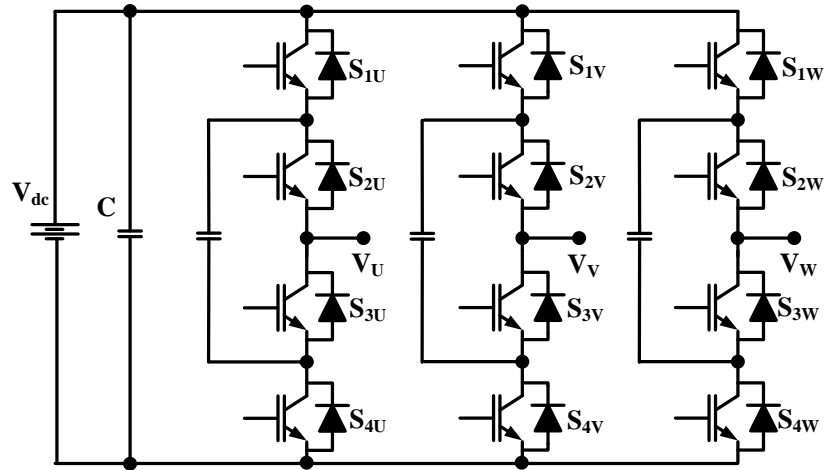 S1U
S1V
S1W
Vdc
C
S2U
S2V
S2W
VU
VV
VW
S3U
S3V
S3W
S4U
S4V
S4W